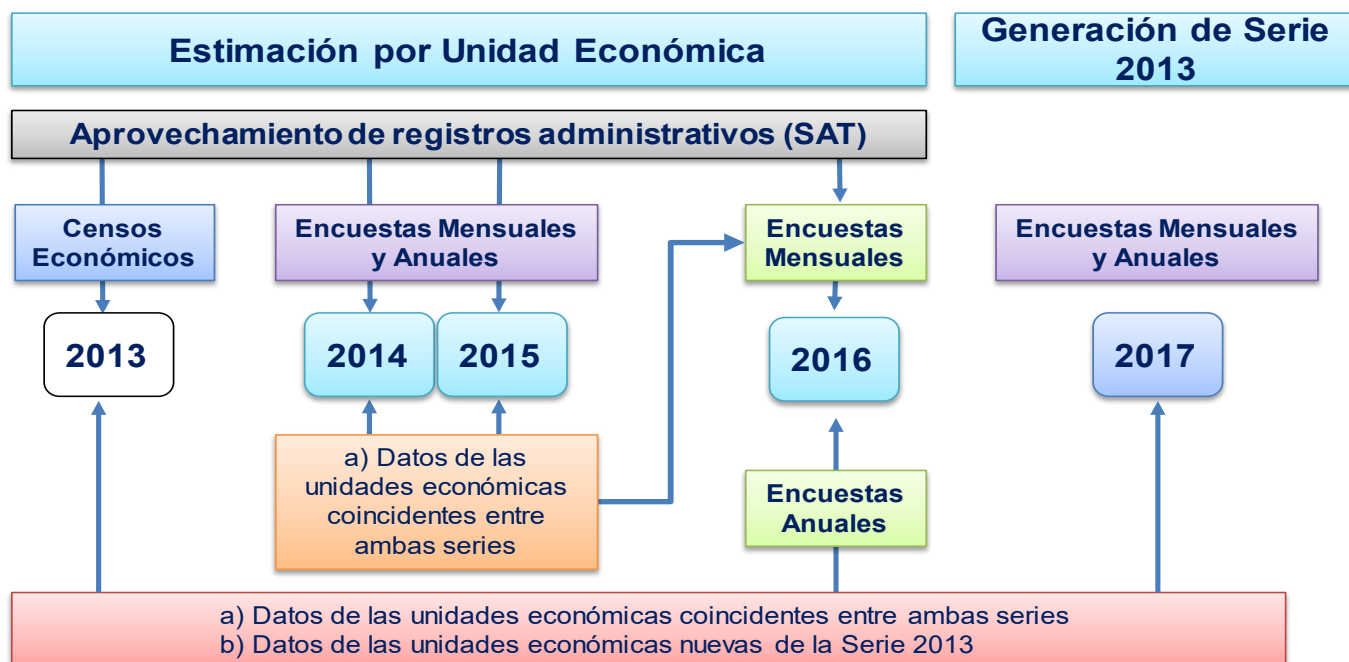 Estimación por Unidad Económica
Generación de Serie
2013
Aprovechamiento de registros administrativos (SAT)
Censos
Económicos
Encuestas Mensuales
y Anuales
Encuestas
Mensuales
Encuestas Mensuales
y Anuales
2013
2014
2015
2016
2017
a) Datos de las
unidades económicas
coincidentes entre
ambas series
Encuestas
Anuales
a) Datos de las unidades económicas coincidentes entre ambas series
b) Datos de las unidades económicas nuevas de la Serie 2013